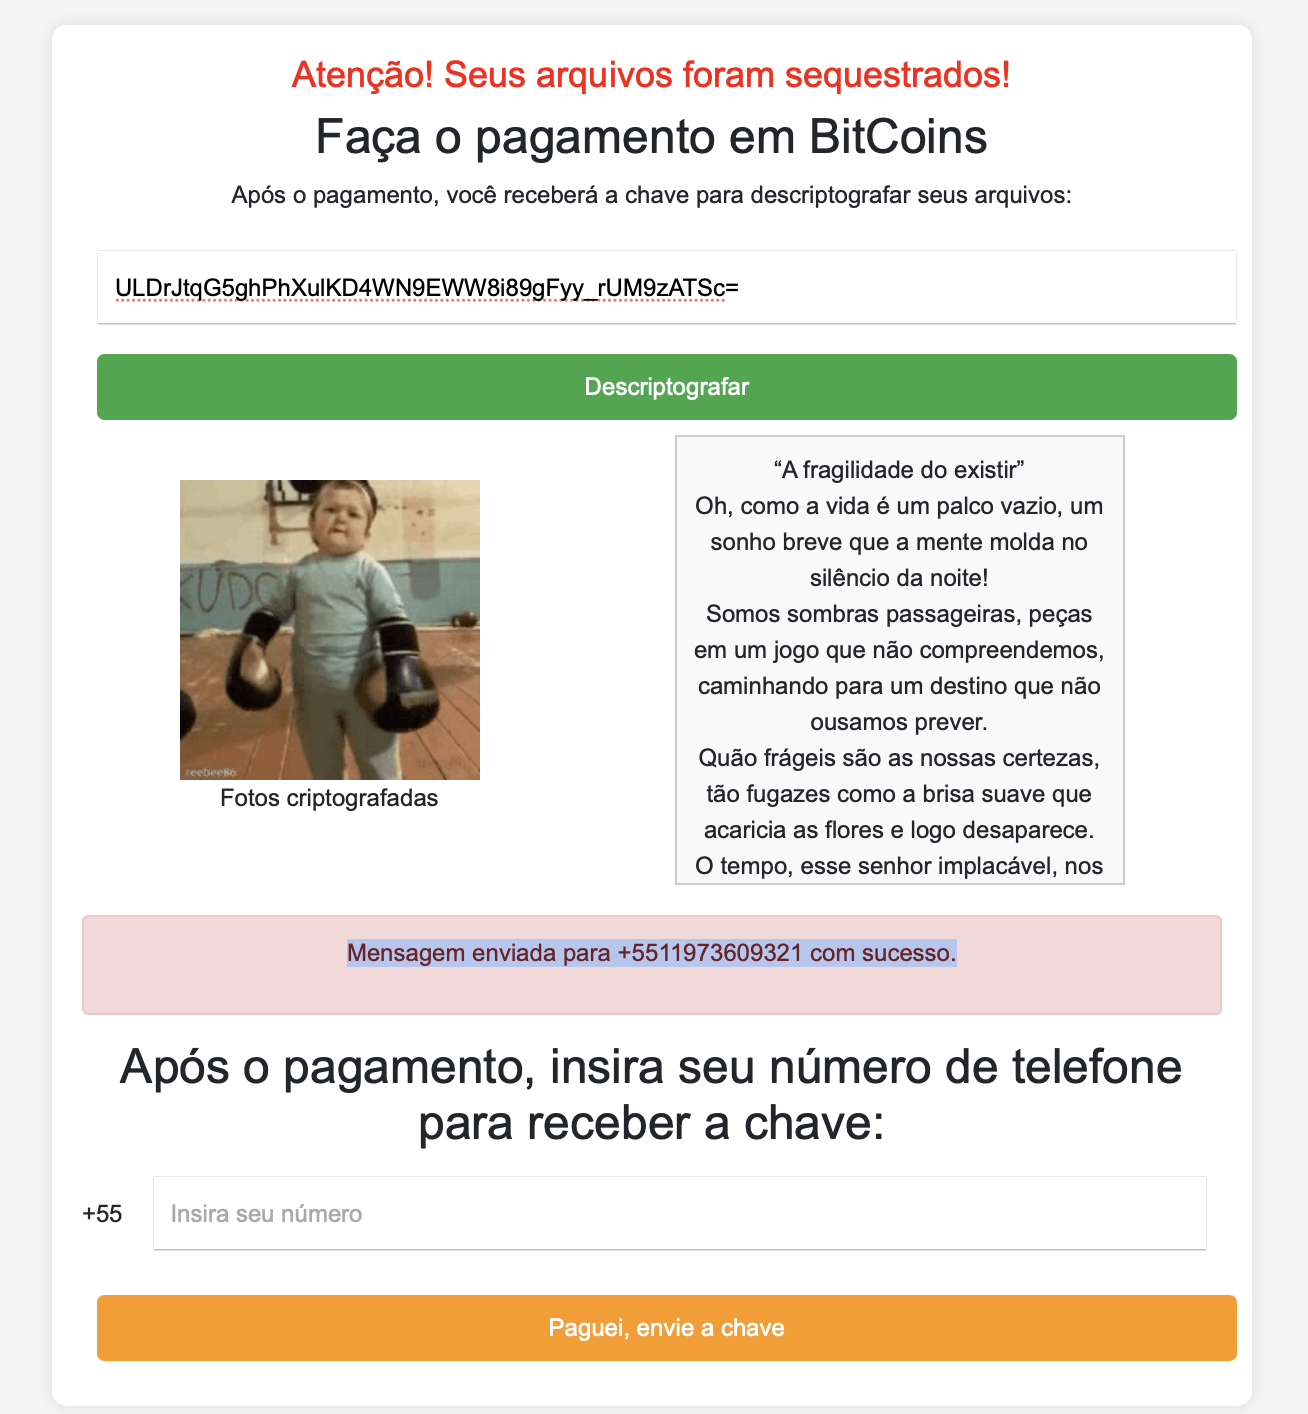 Atenção! Seus arquivos foram sequestrados!
Faça o pagamento em BitCoins
Após o pagamento, você receberá a chave para descriptografar seus arquivos:
ULDrJtqG5ghPhXulKD4WN9EWW8i89gFyy_rUM9zATSc=
Descriptografar
KUDO
reebee86
Fotos criptografadas
“A fragilidade do existir”
Oh, como a vida é um palco vazio, um
sonho breve que a mente molda no
silêncio da noite!
Somos sombras passageiras, peças
em um jogo que não compreendemos,
caminhando para um destino que não
ousamos prever.
Quão frágeis são as nossas certezas,
tão fugazes como a brisa suave que
acaricia as flores e logo desaparece.
O tempo, esse senhor implacável, nos
Mensagem enviada para +5511973609321 com sucesso.
Após o pagamento, insira seu número de telefone
para receber a chave:
+55
Insira seu número
Paguei, envie a chave